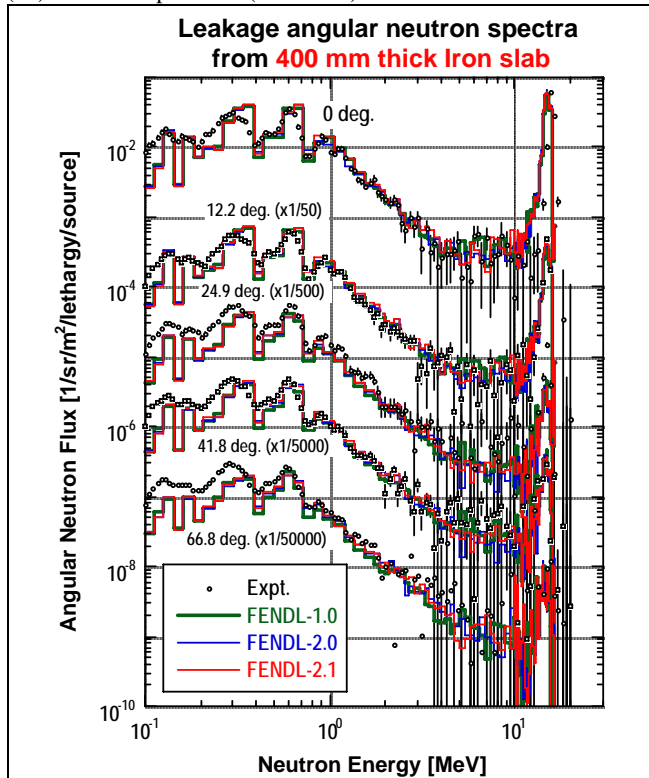 Leakage angular neutron spectra
from 400 mm thick Iron slab
0 deg.
12.2 deg. (x1/50)
24.9 deg. (x1/500)
41.8 deg. (x1/5000)
66.8 deg. (x1/50000)
Expt.
FENDL-1.0
FENDL-2.0
FENDL-2.1
Angular Neutron Flux [1/sr/m²/lethargy/source]
10⁻²
10⁻⁴
10⁻⁶
10⁻⁸
10⁻¹⁰
10⁻¹
10⁰
10¹
Neutron Energy [MeV]